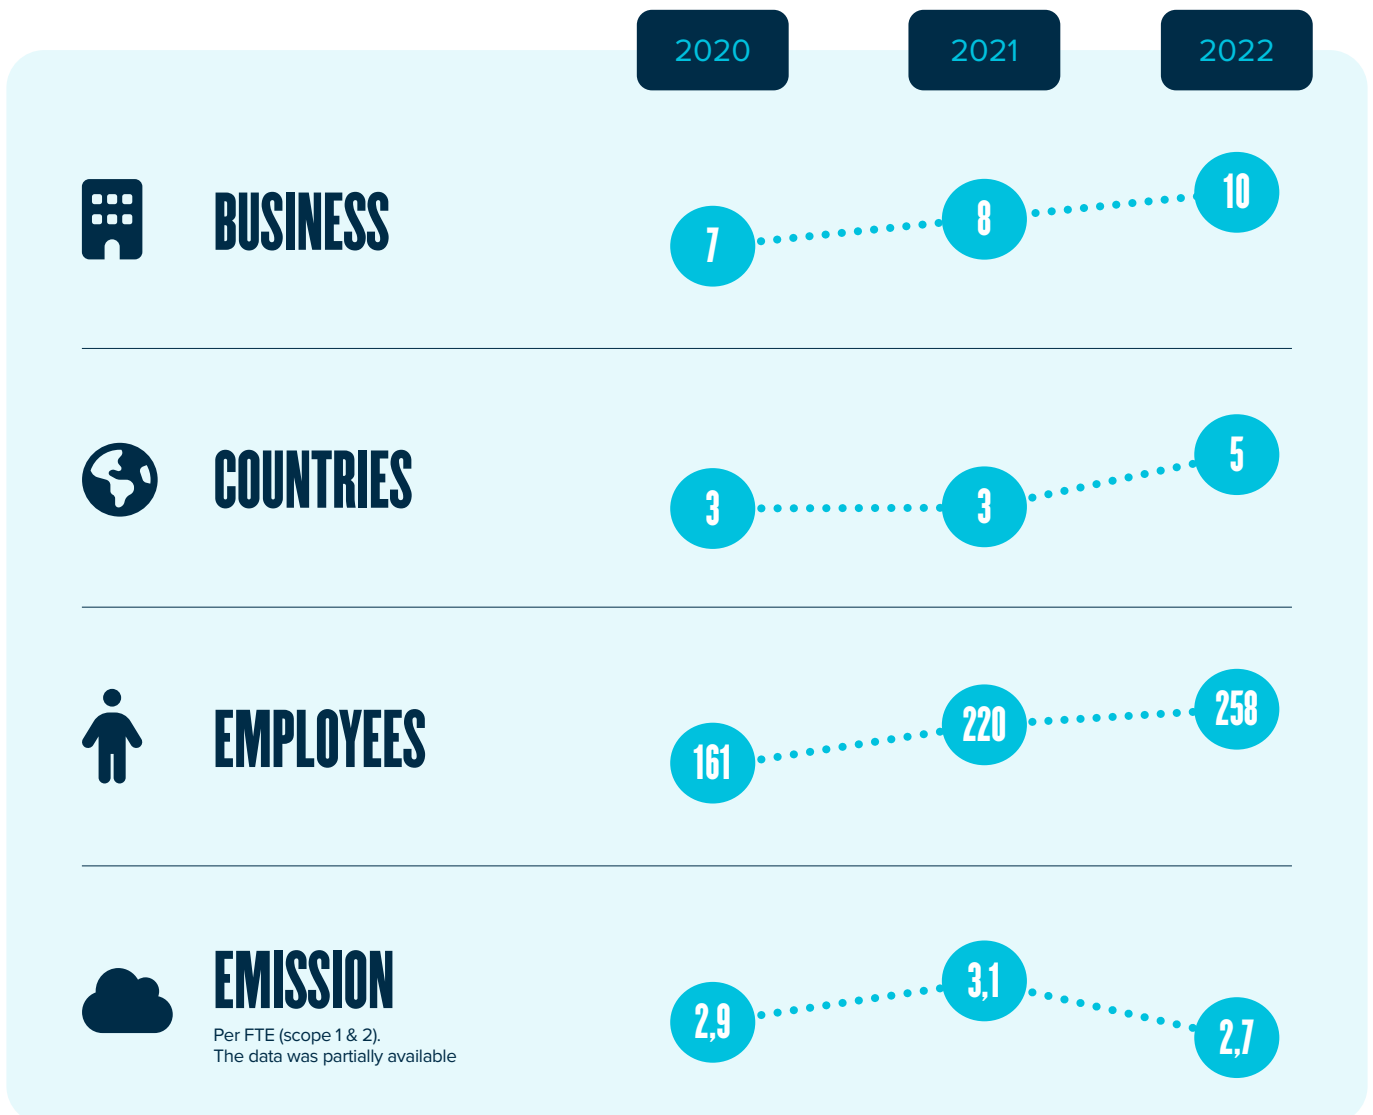 2020 2021 2022
BUSINESS 7 8 10
COUNTRIES 3 3 5
EMPLOYEES 161 220 258
EMISSION 2,9 3,1 2,7
Per FTE (scope 1 & 2).
The data was partially available